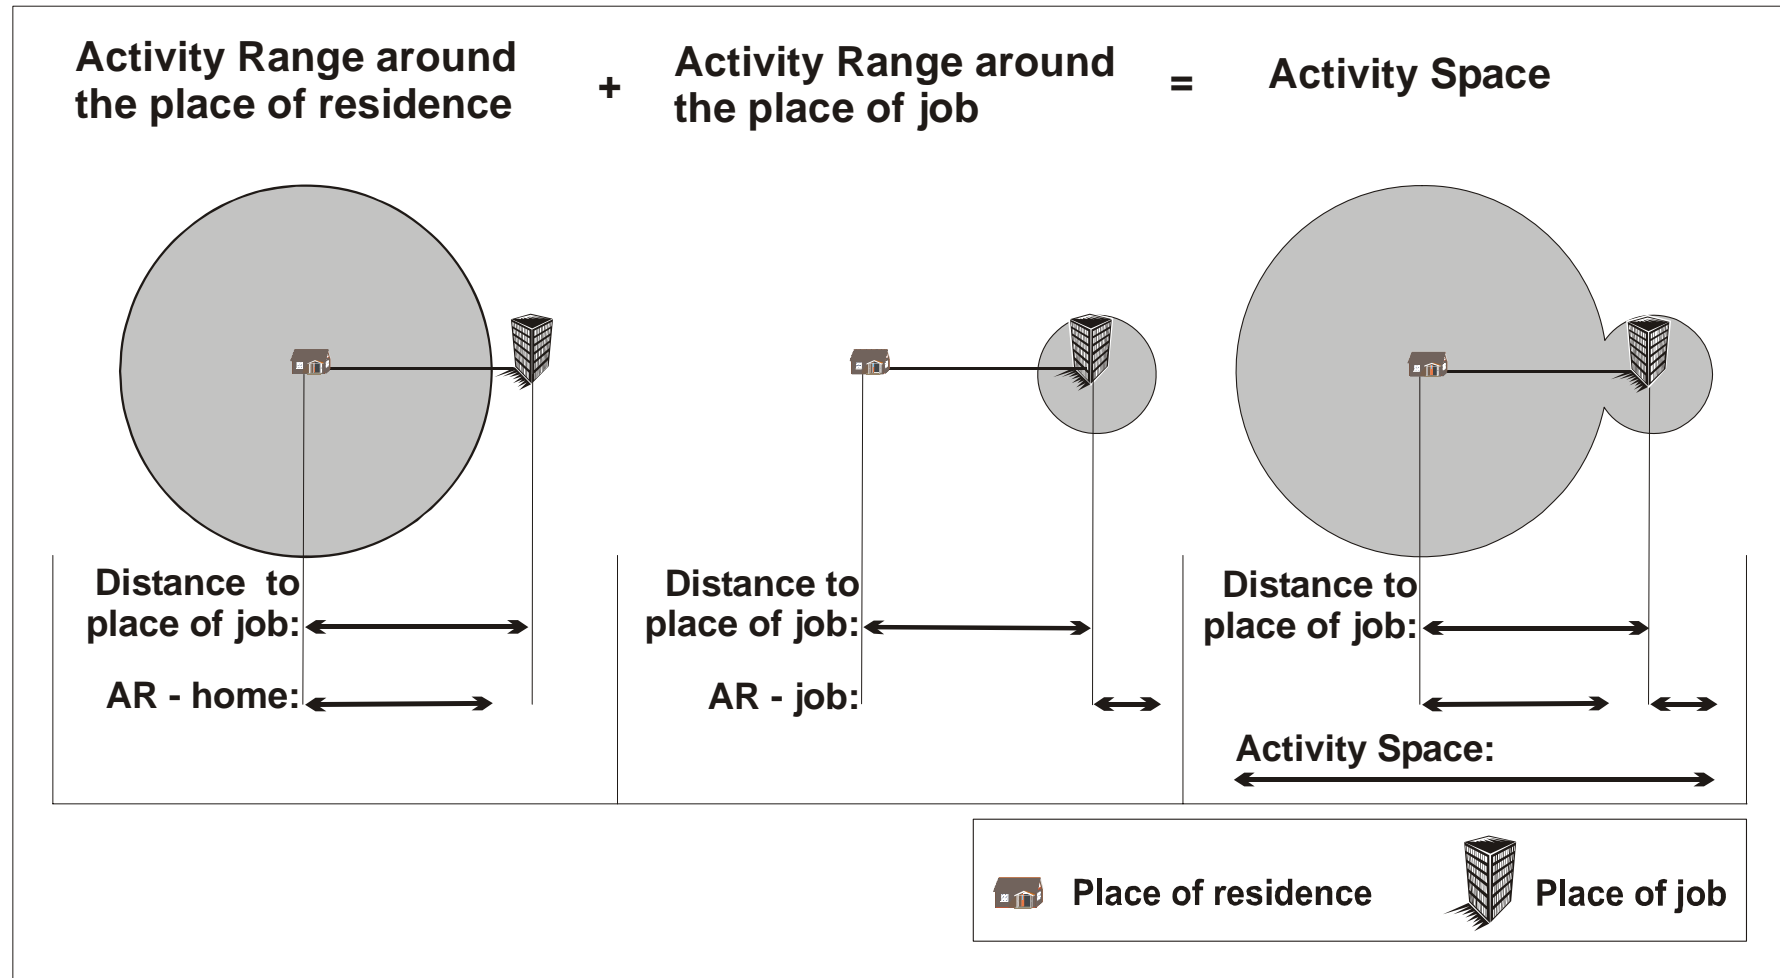 Activity Range around
the place of residence
+
Activity Range around
the place of job
=
Activity Space
Distance to
place of job:
AR - home:
Distance to
place of job:
AR - job:
Distance to
place of job:
Activity Space:
Place of residence
Place of job